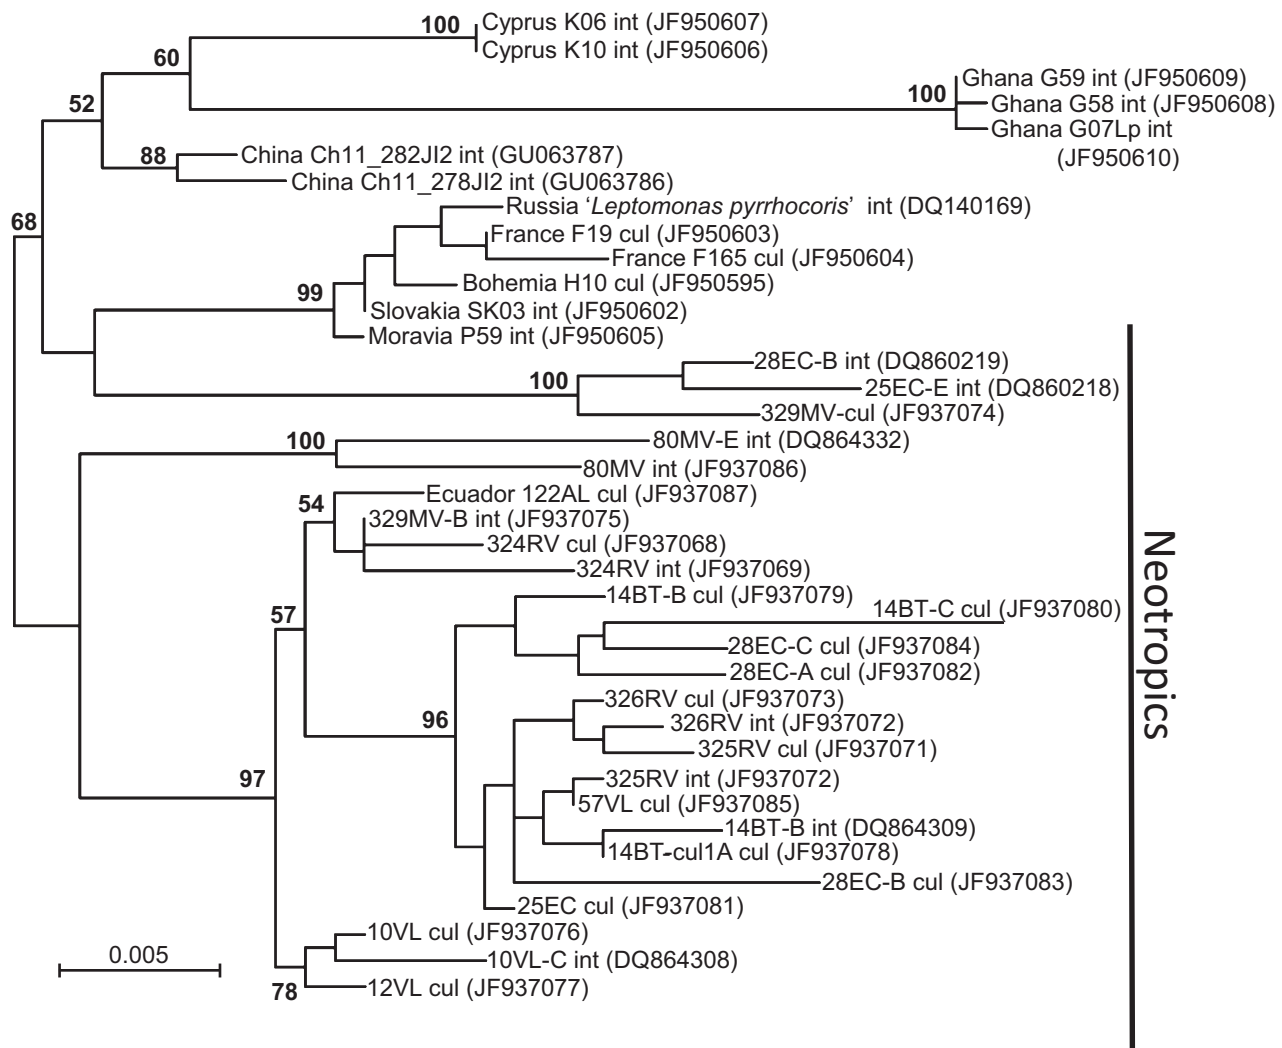 100
Cyprus K06 int (JF950607)
Cyprus K10 int (JF950606)
60
Ghana G59 int (JF950609)
100
Ghana G58 int (JF950608)
52
Ghana G07Lp int
(JF950610)
88
China Ch11_282JI2 int (GU063787)
China Ch11_278JI2 int (GU063786)
68
Russia ‘Leptomonas pyrrhocoris’ int (DQ140169)
France F19 cul (JF950603)
France F165 cul (JF950604)
Bohemia H10 cul (JF950595)
99
Slovakia SK03 int (JF950602)
Moravia P59 int (JF950605)
28EC-B int (DQ860219)
100
25EC-E int (DQ860218)
329MV-cul (JF937074)
100
80MV-E int (DQ864332)
80MV int (JF937086)
54
Ecuador 122AL cul (JF937087)
329MV-B int (JF937075)
324RV cul (JF937068)
324RV int (JF937069)
57
14BT-B cul (JF937079)
14BT-C cul (JF937080)
28EC-C cul (JF937084)
28EC-A cul (JF937082)
96
326RV cul (JF937073)
326RV int (JF937072)
325RV cul (JF937071)
97
325RV int (JF937072)
57VL cul (JF937085)
14BT-B int (DQ864309)
14BT-cul1A cul (JF937078)
28EC-B cul (JF937083)
25EC cul (JF937081)
10VL cul (JF937076)
10VL-C int (DQ864308)
78
12VL cul (JF937077)
0.005
Neotropics